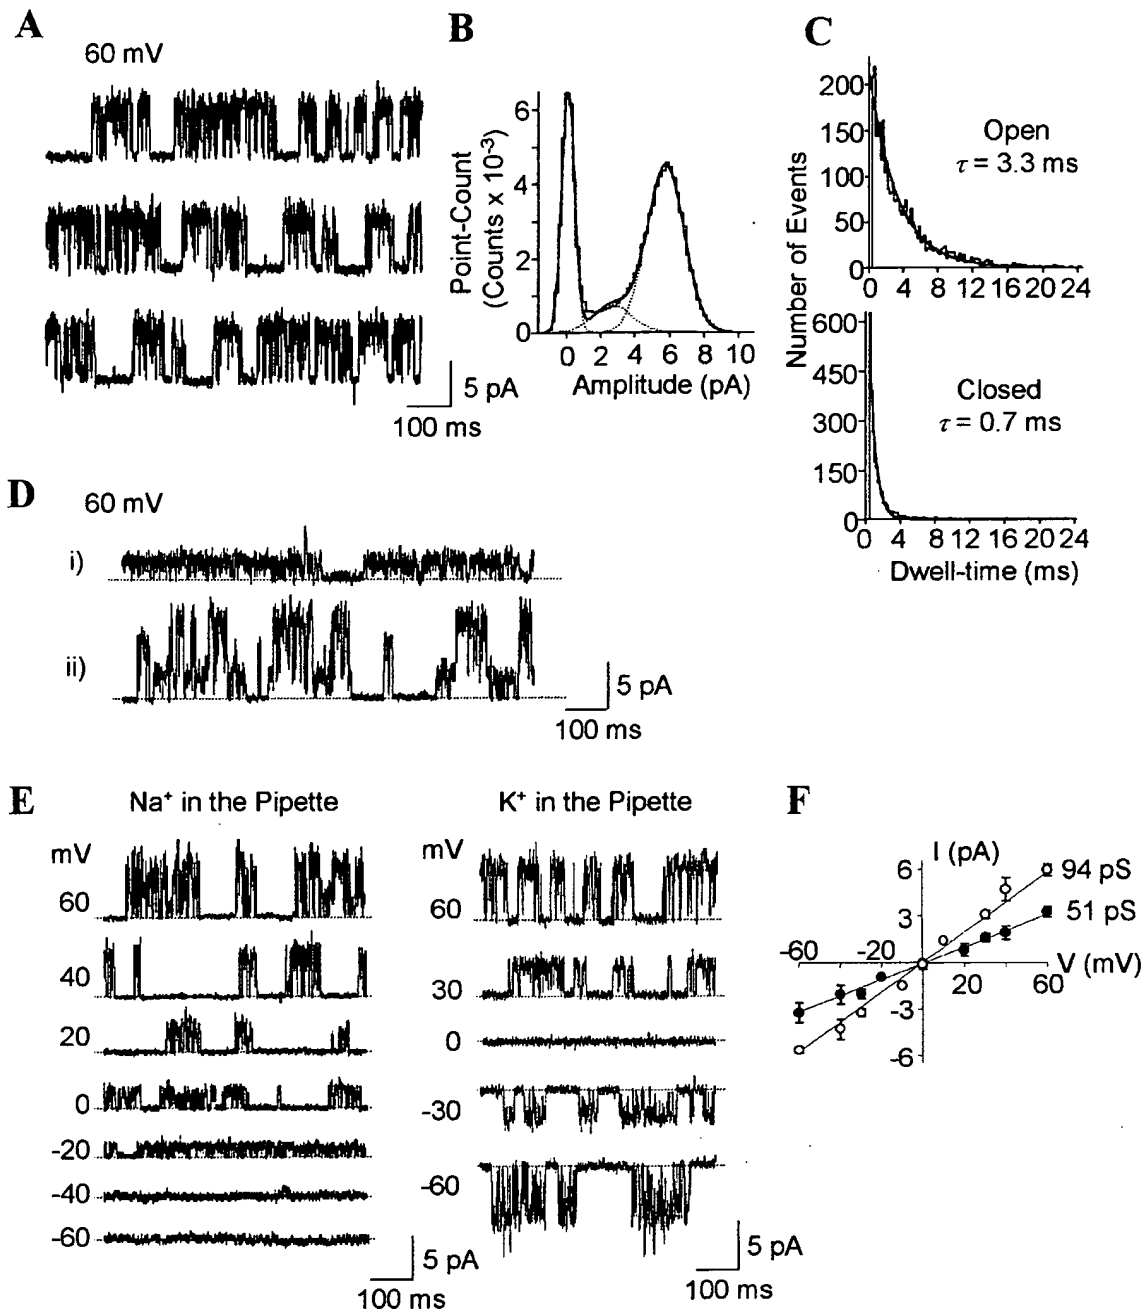 A
60 mV
5 pA
100 ms
B
Point-Count
(Counts x 10⁻³)
6
4
2
0
0 2 4 6 8 10
Amplitude (pA)
C
Number of Events
200
150
100
50
0
Open
τ = 3.3 ms
0 4 8 12 16 20 24
600
450
300
150
0
Closed
τ = 0.7 ms
0 4 8 12 16 20 24
Dwell-time (ms)
D
60 mV
i)
ii)
5 pA
100 ms
E
Na⁺ in the Pipette
mV
60
40
20
0
-20
-40
-60
5 pA
100 ms
K⁺ in the Pipette
mV
60
30
0
-30
-60
5 pA
100 ms
F
I (pA)
6
3
-3
-6
94 pS
51 pS
-60 -20
20 60
V (mV)